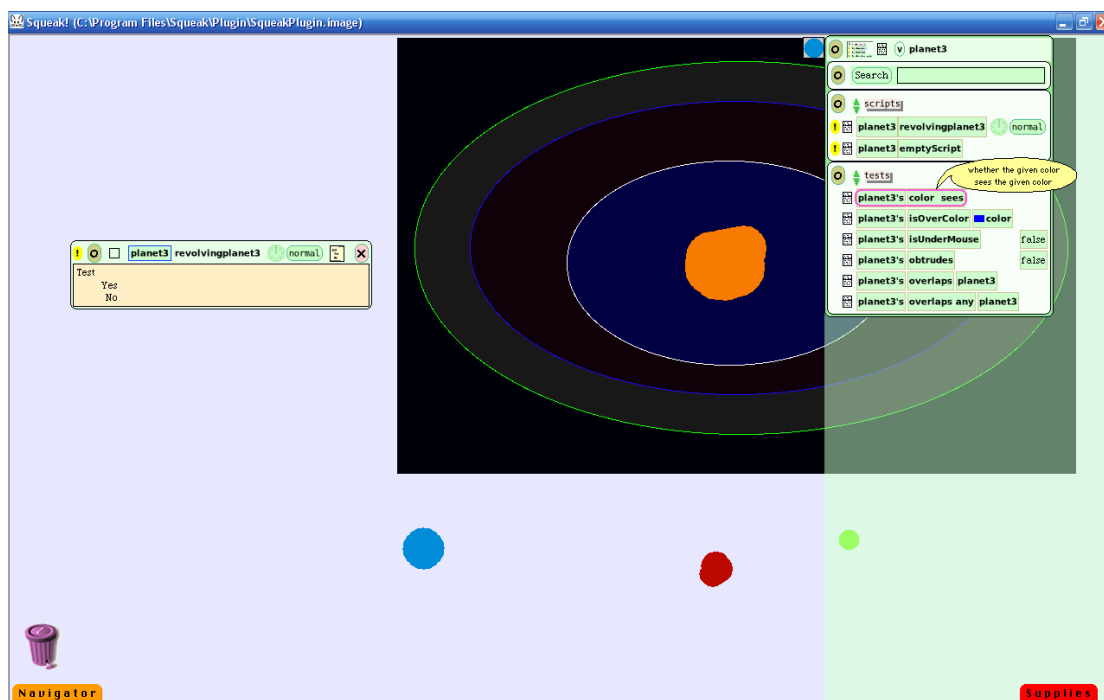 Squeak! (C:\Program Files\Squeak\Plugin\SqueakPlugin.image)
v planet3
Search
scripts
! planet3 revolvingplanet3 normal
! planet3 emptyScript
tests
whether the given color
sees the given color
planet3's color sees
planet3's isOverColor color
planet3's isUnderMouse false
planet3's obtrudes false
planet3's overlaps planet3
planet3's overlaps any planet3
! planet3 revolvingplanet3 normal
Test
Yes
No
Navigator
Supplies